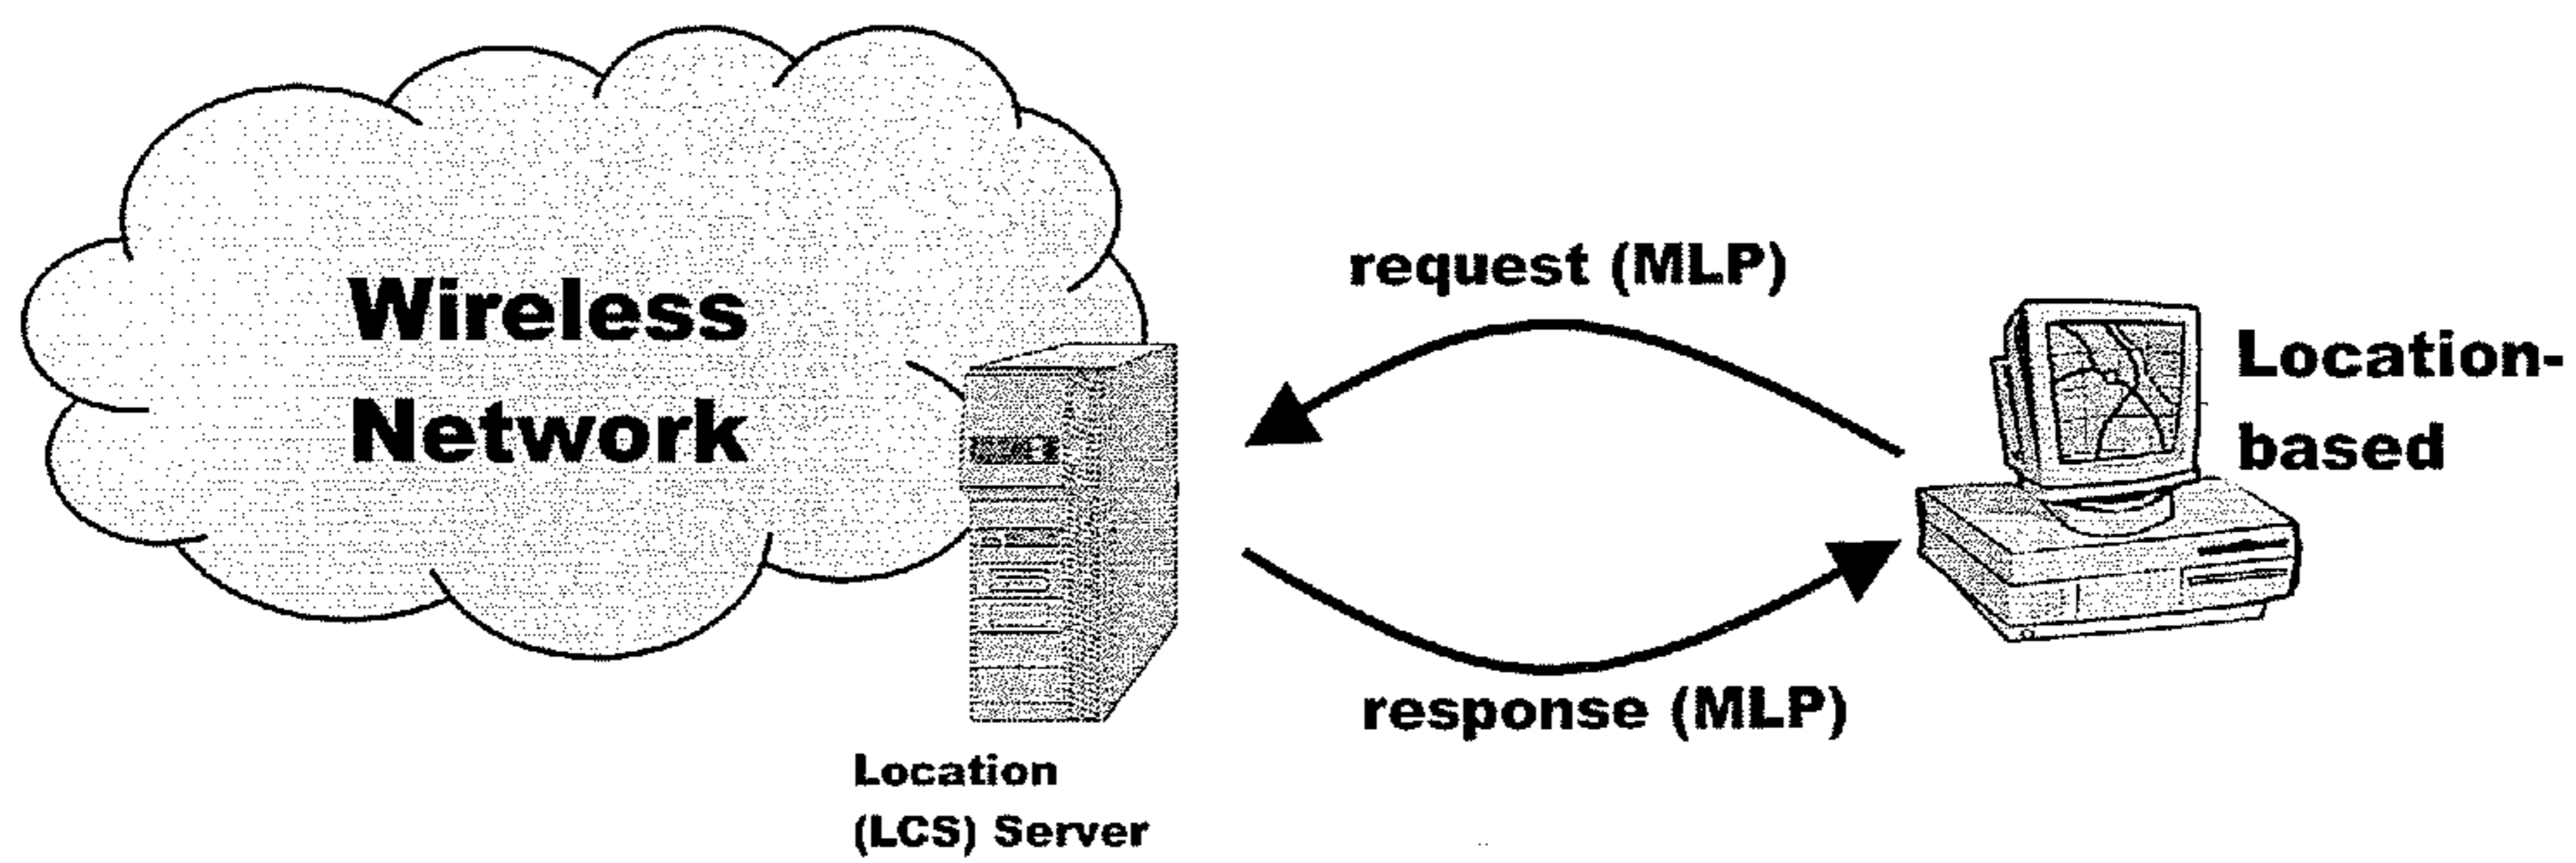 Wireless
Network
request (MLP)
Location-
based
response (MLP)
Location
(LCS) Server